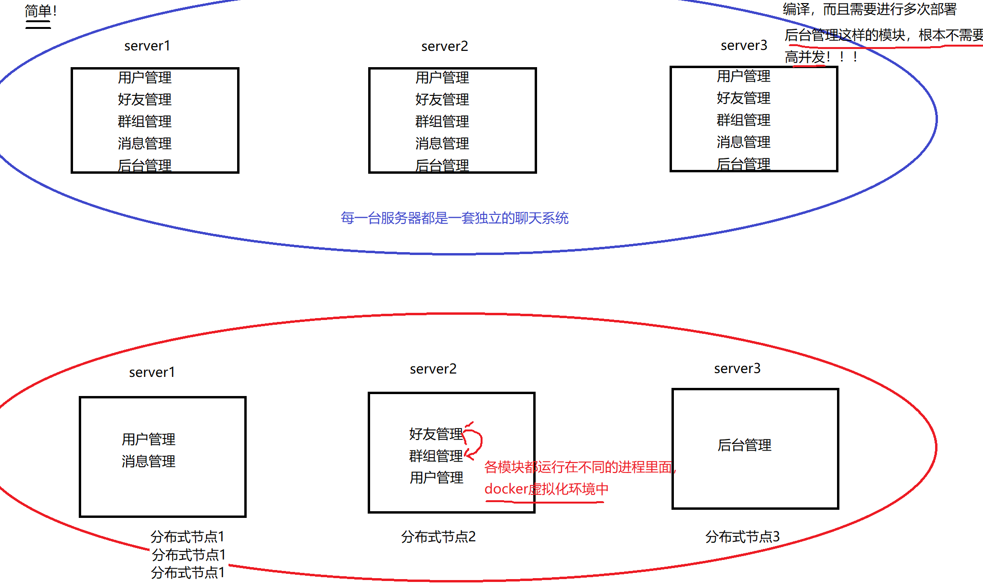 简单！
编译，而且需要进行多次部署
后台管理这样的模块，根本不需要
高并发！！！
server1
用户管理
好友管理
群组管理
消息管理
后台管理
server2
用户管理
好友管理
群组管理
消息管理
后台管理
server3
用户管理
好友管理
群组管理
消息管理
后台管理
每一台服务器都是一套独立的聊天系统
server1
用户管理
消息管理
分布式节点1
分布式节点1
分布式节点1
server2
好友管理
群组管理
用户管理
各模块都运行在不同的进程里面，
docker虚拟化环境中
分布式节点2
server3
后台管理
分布式节点3